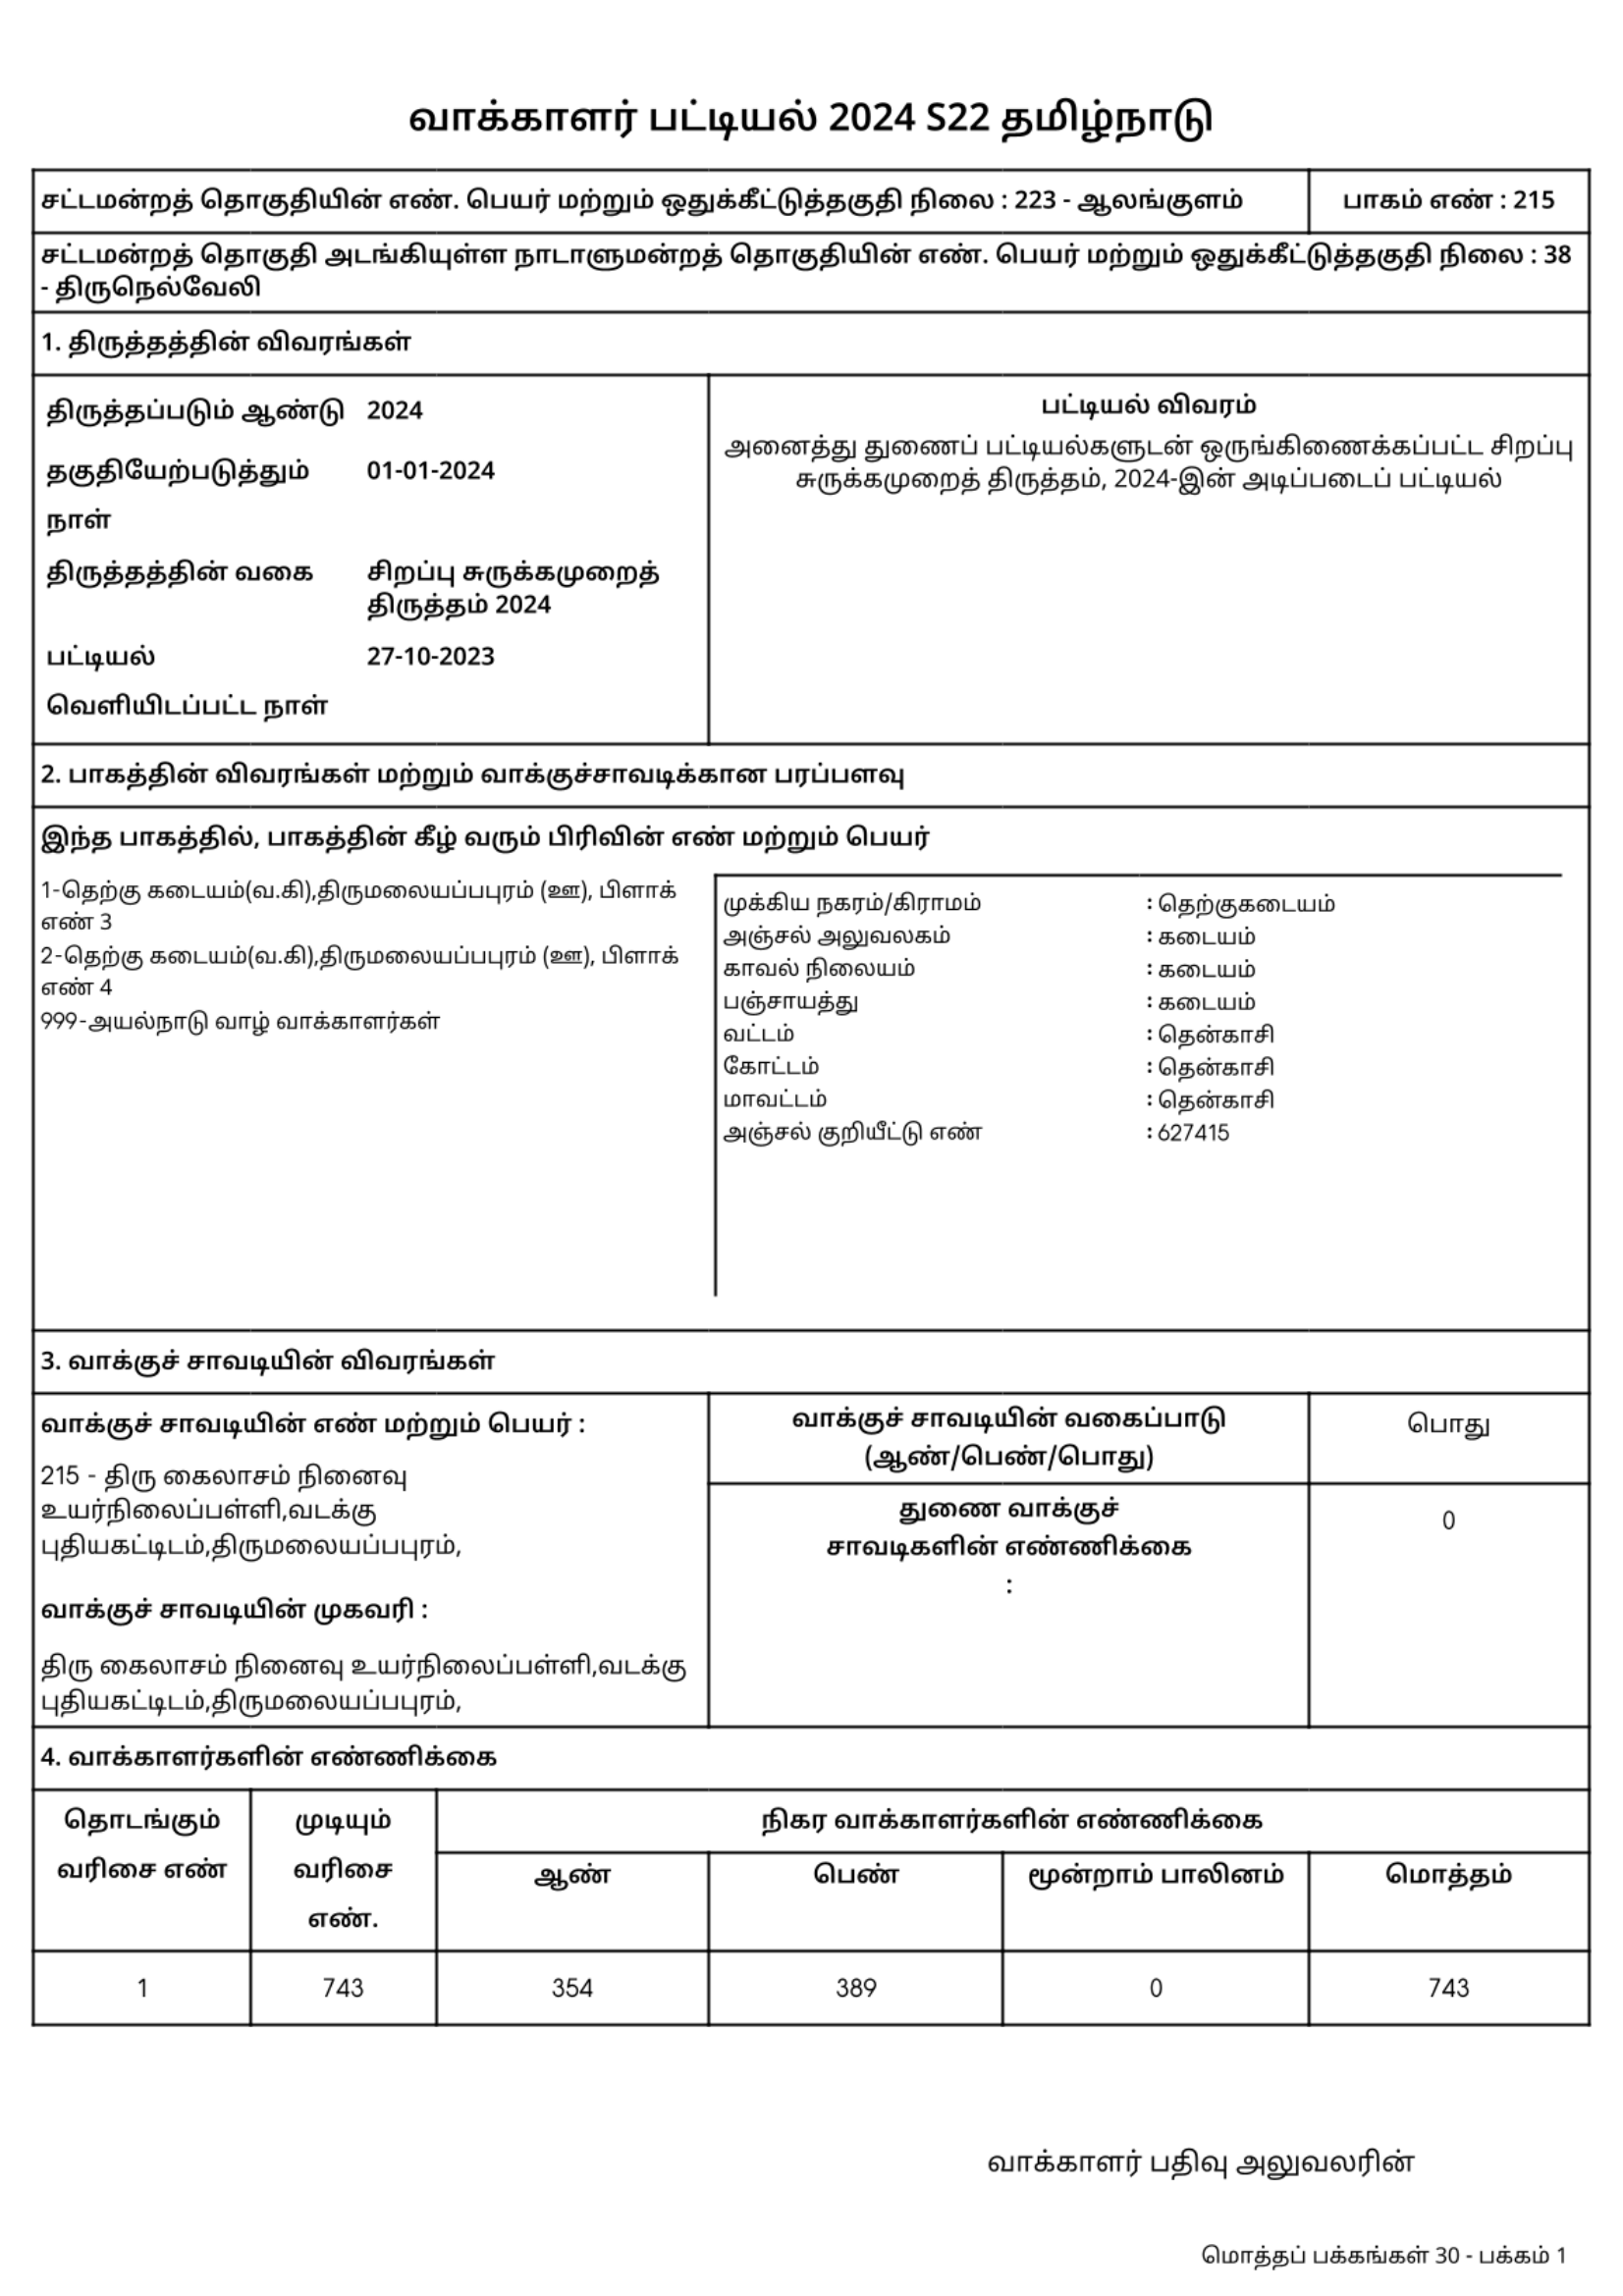 வாக்காளர் பட்டியல் 2024 S22 தமிழ்நாடு
சட்டமன்றத் தொகுதியின் எண். பெயர் மற்றும் ஒதுக்கீட்டுத்தகுதி நிலை : 223 - ஆலங்குளம்
பாகம் எண் : 215
சட்டமன்றத் தொகுதி அடங்கியுள்ள நாடாளுமன்றத் தொகுதியின் எண். பெயர் மற்றும் ஒதுக்கீட்டுத்தகுதி நிலை : 38
- திருநெல்வேலி
1. திருத்தத்தின் விவரங்கள்
திருத்தப்படும் ஆண்டு 2024
தகுதியேற்படுத்தும் 01-01-2024
நாள்
திருத்தத்தின் வகை சிறப்பு சுருக்கமுறைத்
திருத்தம் 2024
பட்டியல் 27-10-2023
வெளியிடப்பட்ட நாள்
பட்டியல் விவரம்
அனைத்து துணைப் பட்டியல்களுடன் ஒருங்கிணைக்கப்பட்ட சிறப்பு
சுருக்கமுறைத் திருத்தம், 2024-இன் அடிப்படைப் பட்டியல்
2. பாகத்தின் விவரங்கள் மற்றும் வாக்குச்சாவடிக்கான பரப்பளவு
இந்த பாகத்தில், பாகத்தின் கீழ் வரும் பிரிவின் எண் மற்றும் பெயர்
1-தெற்கு கடையம்(வ.கி),திருமலையப்பபுரம் (ஊ), பிளாக்
எண் 3
2-தெற்கு கடையம்(வ.கி),திருமலையப்பபுரம் (ஊ), பிளாக்
எண் 4
999-அயல்நாடு வாழ் வாக்காளர்கள்
முக்கிய நகரம்/கிராமம் : தெற்குகடையம்
அஞ்சல் அலுவலகம் : கடையம்
காவல் நிலையம் : கடையம்
பஞ்சாயத்து : கடையம்
வட்டம் : தென்காசி
கோட்டம் : தென்காசி
மாவட்டம் : தென்காசி
அஞ்சல் குறியீட்டு எண் : 627415
3. வாக்குச் சாவடியின் விவரங்கள்
வாக்குச் சாவடியின் எண் மற்றும் பெயர் :
215 - திரு கைலாசம் நினைவு
உயர்நிலைப்பள்ளி,வடக்கு
புதியகட்டிடம்,திருமலையப்பபுரம்,
வாக்குச் சாவடியின் முகவரி :
திரு கைலாசம் நினைவு உயர்நிலைப்பள்ளி,வடக்கு
புதியகட்டிடம்,திருமலையப்பபுரம்,
வாக்குச் சாவடியின் வகைப்பாடு
(ஆண்/பெண்/பொது)
பொது
துணை வாக்குச்
சாவடிகளின் எண்ணிக்கை
:
0
4. வாக்காளர்களின் எண்ணிக்கை
தொடங்கும்
வரிசை எண்
முடியும்
வரிசை
எண்.
நிகர வாக்காளர்களின் எண்ணிக்கை
ஆண் பெண் மூன்றாம் பாலினம் மொத்தம்
1 743 354 389 0 743
வாக்காளர் பதிவு அலுவலரின்
மொத்தப் பக்கங்கள் 30 - பக்கம் 1